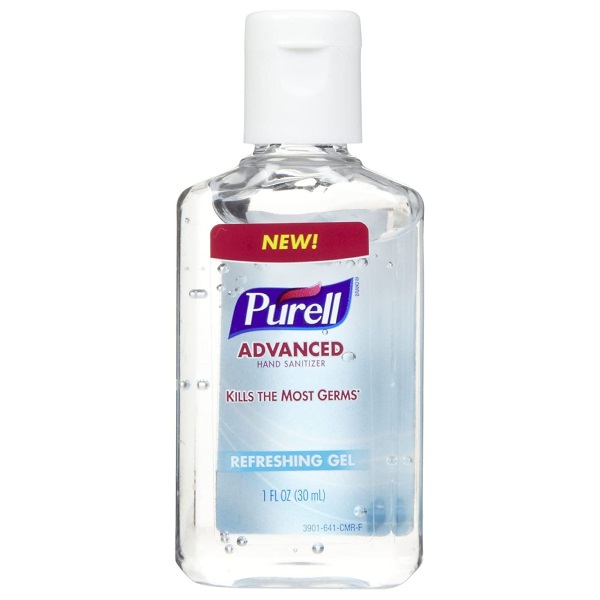 NEW!
Purell
ADVANCED
HAND SANITIZER
KILLS THE MOST GERMS*
REFRESHING GEL
1 FL OZ (30 mL)
3901-641-CMR-F